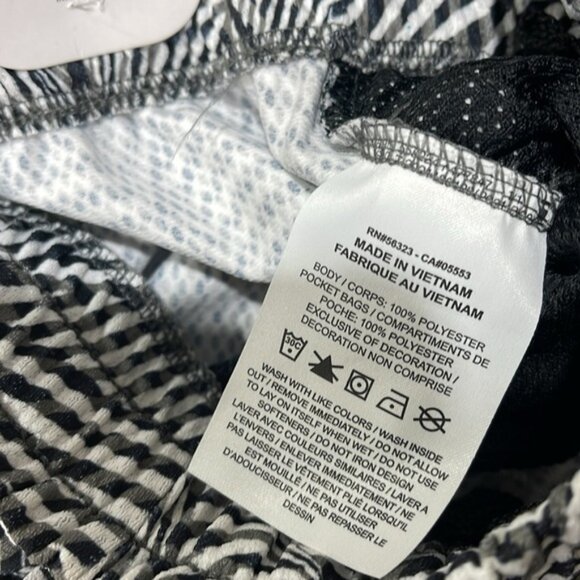 RN#56323 - CA#05553
MADE IN VIETNAM
FABRIQUE AU VIETNAM
BODY / CORPS: 100% POLYESTER
POCKET BAGS / COMPARTIMENTS DE
POCHE: 100% POLYESTER
EXCLUSIVE OF DECORATION /
DECORATION NON COMPRISE
30C
WASH WITH LIKE COLORS / WASH INSIDE
OUT / REMOVE IMMEDIATELY / DO NOT ALLOW
TO LAY ON ITSELF WHEN WET / DO NOT USE
SOFTENERS / DO NOT IRON DESIGN
LAVER AVEC COULEURS SIMILAIRES / LAVER A
L'ENVERS / ENLEVER IMMEDIATEMENT / NE
PAS LAISSER LE VÊTEMENT PLIÉ LORSQU'IL
EST MOUILLÉ / NE PAS UTILISER
D'ADOUCISSEUR / NE PAS REPASSER LE
DESSIN